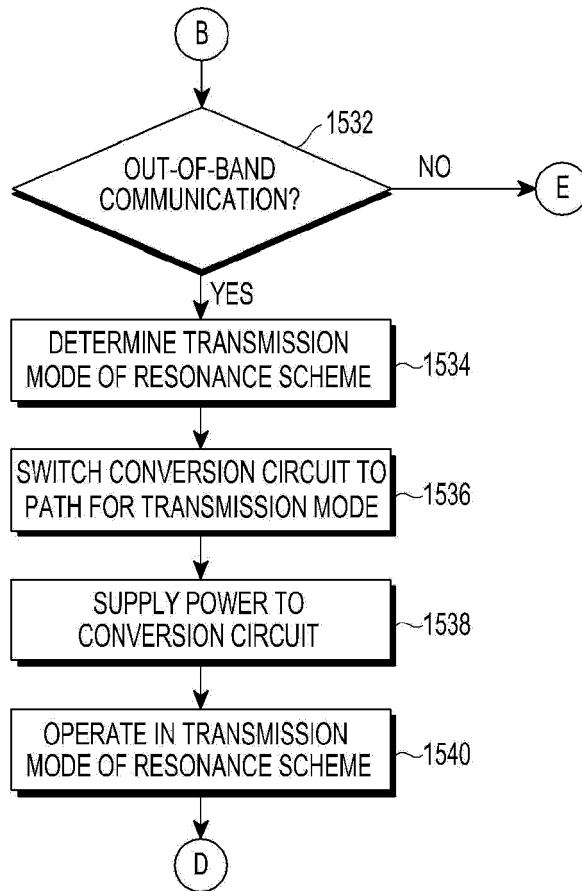 B
1532
OUT-OF-BAND
COMMUNICATION?
NO
E
YES
DETERMINE TRANSMISSION
MODE OF RESONANCE SCHEME
1534
SWITCH CONVERSION CIRCUIT TO
PATH FOR TRANSMISSION MODE
1536
SUPPLY POWER TO
CONVERSION CIRCUIT
1538
OPERATE IN TRANSMISSION
MODE OF RESONANCE SCHEME
1540
D